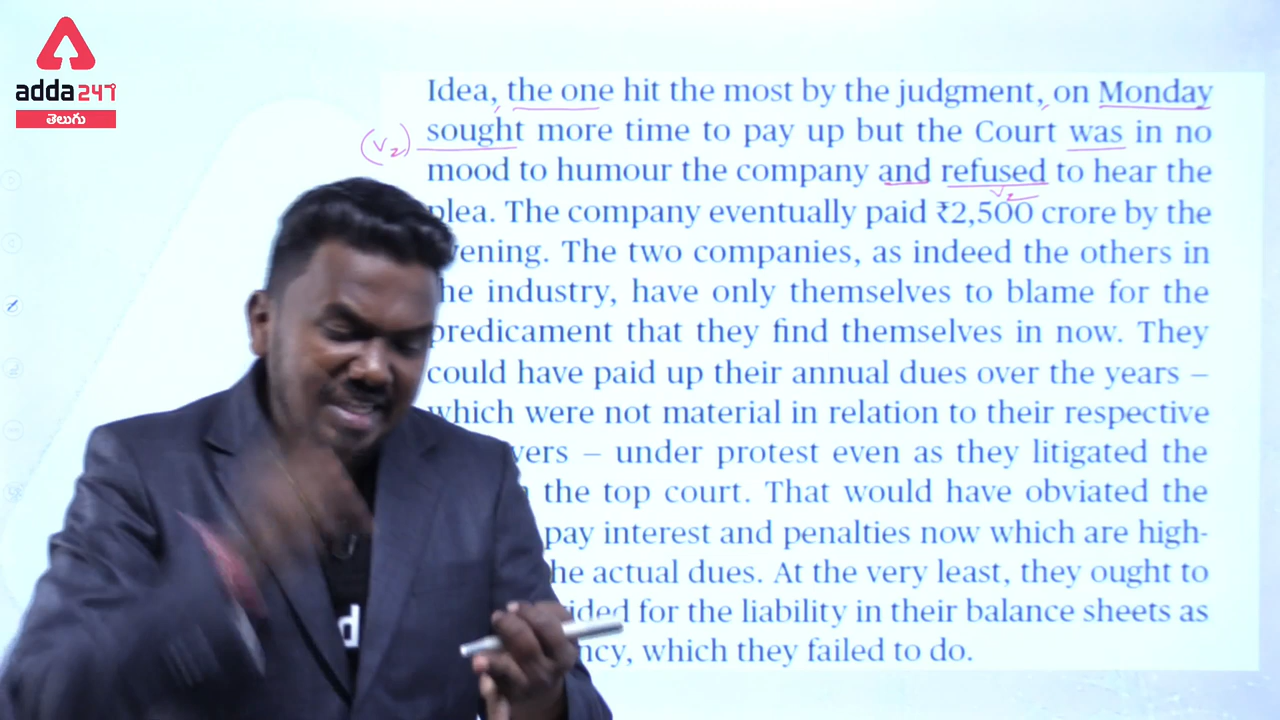 adda247
తెలుగు
Idea, the one hit the most by the judgment, on Monday
(V2) sought more time to pay up but the Court was in no
mood to humour the company and refused to hear the
V2
plea. The company eventually paid ₹2,500 crore by the
The two companies, as indeed the others in
industry, have only themselves to blame for the
predicament that they find themselves in now. They
could have paid up their annual dues over the years –
which were not material in relation to their respective
– under protest even as they litigated the
the top court. That would have obviated the
pay interest and penalties now which are high-
actual dues. At the very least, they ought to
for the liability in their balance sheets as
which they failed to do.